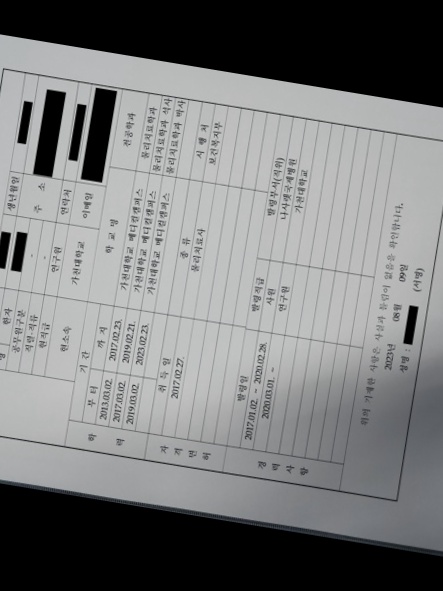 생년월일
한자
공무원구분
주 소
직렬·직류
-
현직급
-
연락처
연구원
현소속
가천대학교
이메일
학 력
기 간
학 교 명
전공학과
부 터
까 지
2013.03.02. 2017.02.23. 가천대학교 메디컬캠퍼스 물리치료학과
2017.03.02. 2019.02.21. 가천대학교 메디컬캠퍼스 물리치료학과 석사
2019.03.02. 2023.02.23. 가천대학교 메디컬캠퍼스 물리치료학과 박사
자 격 면 허
취 득 일
종 류
시 행 처
2017.02.27. 물리치료사 보건복지부
경 력 사 항
발령일
발령직급
발령부서(직위)
2017.01.02. ~ 2020.02.28. 사원 나사렛국제병원
2020.03.01. ~ 연구원 가천대학교
위에 기재한 사항은 사실과 틀림이 없음을 확인합니다.
2023년 08월 09일
성명 : (서명)